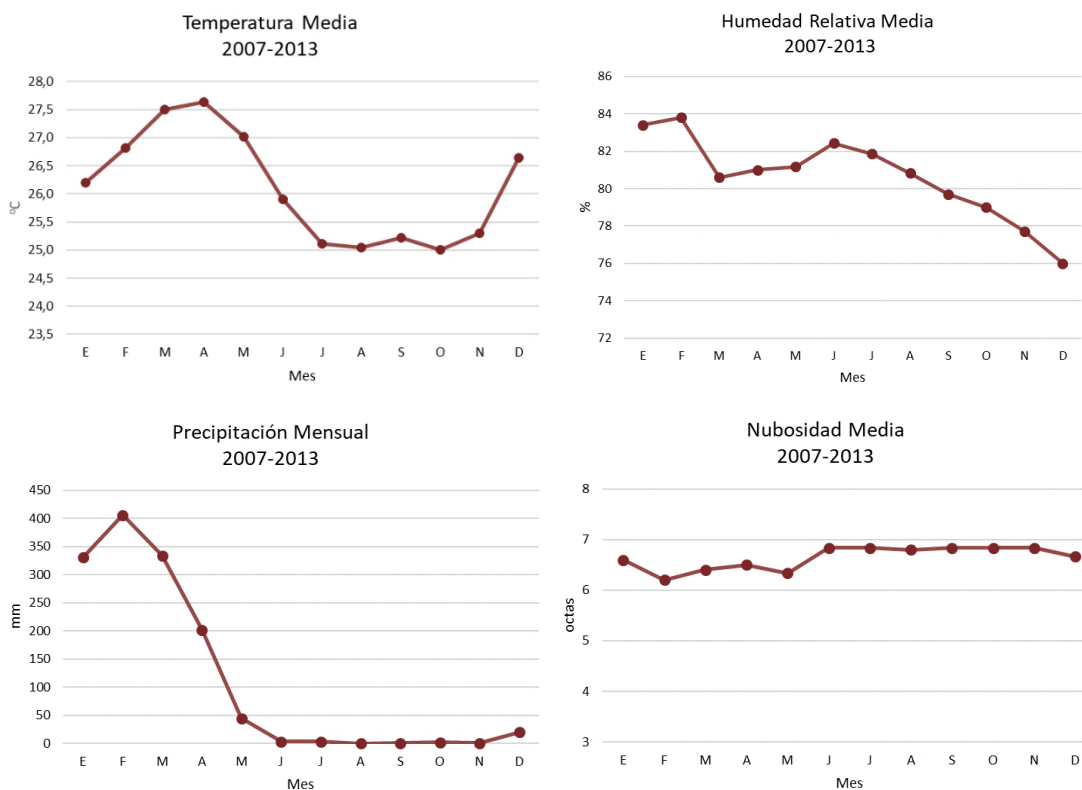 Temperatura Media
2007-2013
28,0
27,5
27,0
26,5
26,0
25,5
25,0
24,5
24,0
23,5
ºC
E F M A M J J A S O N D
Mes
Humedad Relativa Media
2007-2013
86
84
82
80
78
76
74
72
%
E F M A M J J A S O N D
Mes
Precipitación Mensual
2007-2013
450
400
350
300
250
200
150
100
50
0
mm
E F M A M J J A S O N D
Mes
Nubosidad Media
2007-2013
8
7
6
5
4
3
octas
E F M A M J J A S O N D
Mes